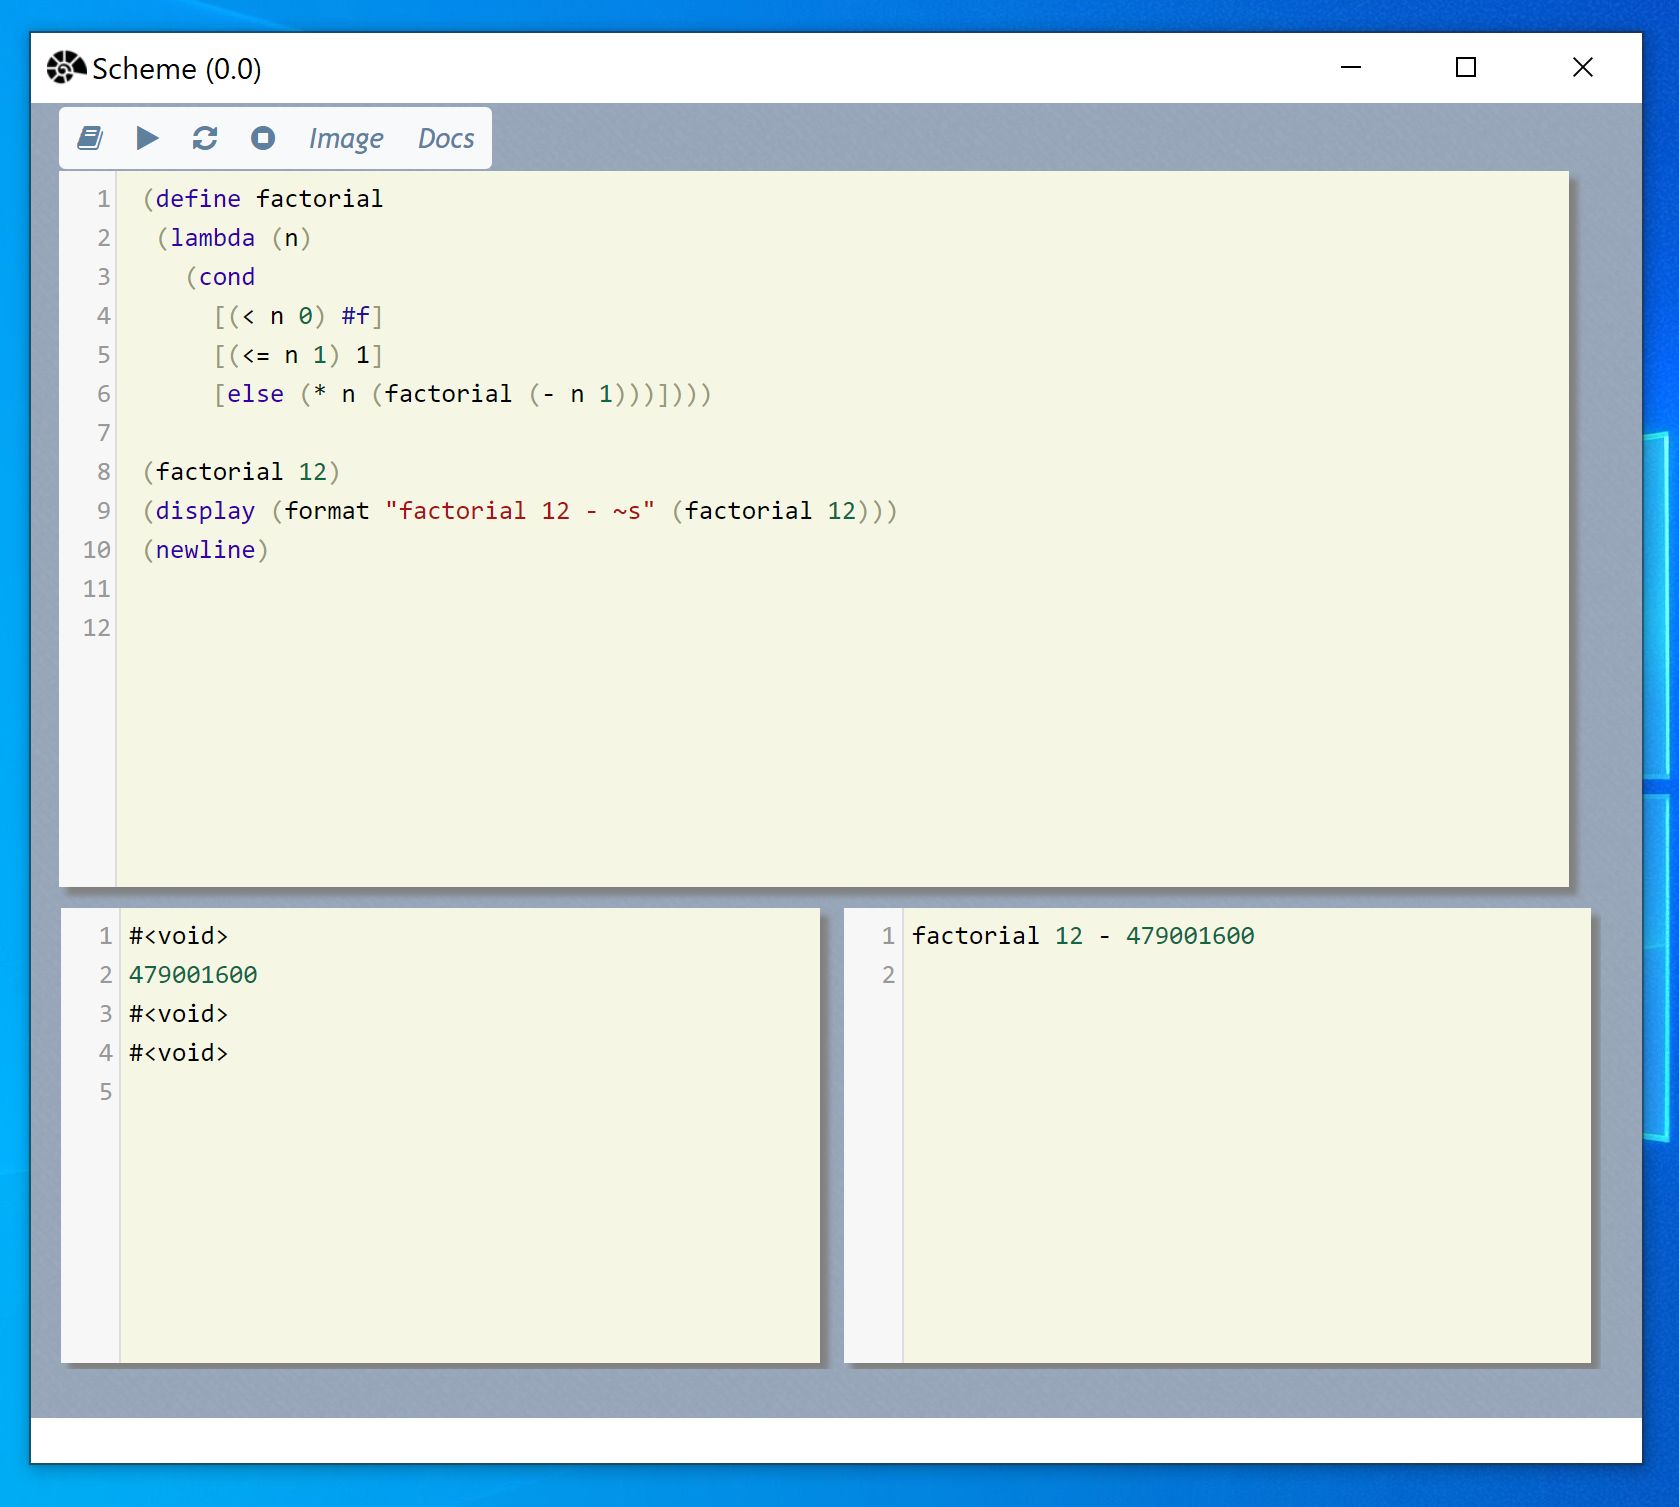 Scheme (0.0)
Image Docs
1 (define factorial
2 (lambda (n)
3 (cond
4 [(< n 0) #f]
5 [(<= n 1) 1]
6 [else (* n (factorial (- n 1)))])))
7
8 (factorial 12)
9 (display (format "factorial 12 - ~s" (factorial 12)))
10 (newline)
11
12
1 #<void>
2 479001600
3 #<void>
4 #<void>
5
1 factorial 12 - 479001600
2